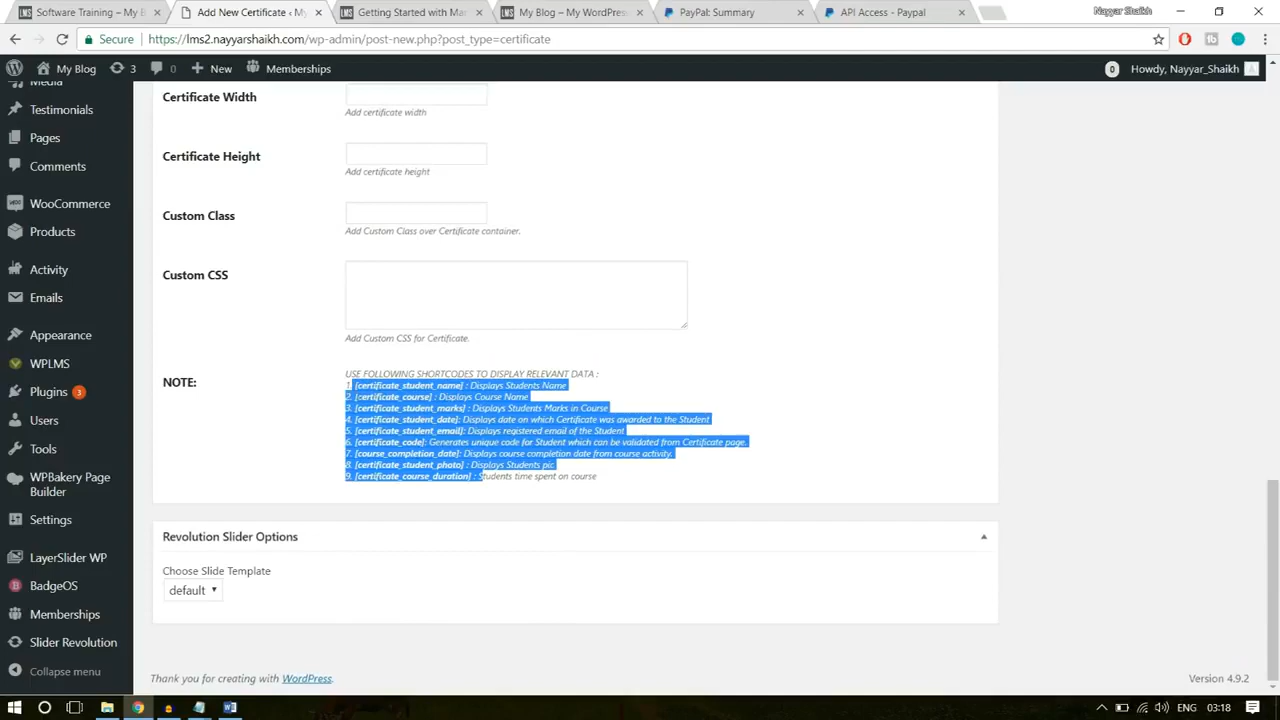 Software Training – My B
Add New Certificate ‹ My
Getting Started with Mac
My Blog – My WordPress
PayPal: Summary
API Access - Paypal
Nayyar Shaikh
Secure
https://lms2.nayyarshaikh.com/wp-admin/post-new.php?post_type=certificate
My Blog
3
0
New
Memberships
0
Howdy, Nayyar_Shaikh
Media
Testimonials
Pages
Comments
WooCommerce
Products
Activity
Emails
Appearance
WPLMS
Plugins 3
Users
Tools
WPBakery Page
Builder
Settings
LayerSlider WP
BadgeOS
Memberships
Slider Revolution
Collapse menu
Certificate Width
Add certificate width
Certificate Height
Add certificate height
Custom Class
Add Custom Class over Certificate container.
Custom CSS
Add Custom CSS for Certificate.
NOTE:
USE FOLLOWING SHORTCODES TO DISPLAY RELEVANT DATA :
1. [certificate_student_name] : Displays Students Name
2. [certificate_course] : Displays Course Name
3. [certificate_student_marks] : Displays Students Marks in Course
4. [certificate_student_date]: Displays date on which Certificate was awarded to the Student
5. [certificate_student_email]: Displays registered email of the Student
6. [certificate_code]: Generates unique code for Student which can be validated from Certificate page.
7. [course_completion_date]: Displays course completion date from course activity.
8. [certificate_student_photo] : Displays Students pic
9. [certificate_course_duration] : Students time spent on course
Revolution Slider Options
Choose Slide Template
default
Thank you for creating with WordPress.
Version 4.9.2
ENG
03:18